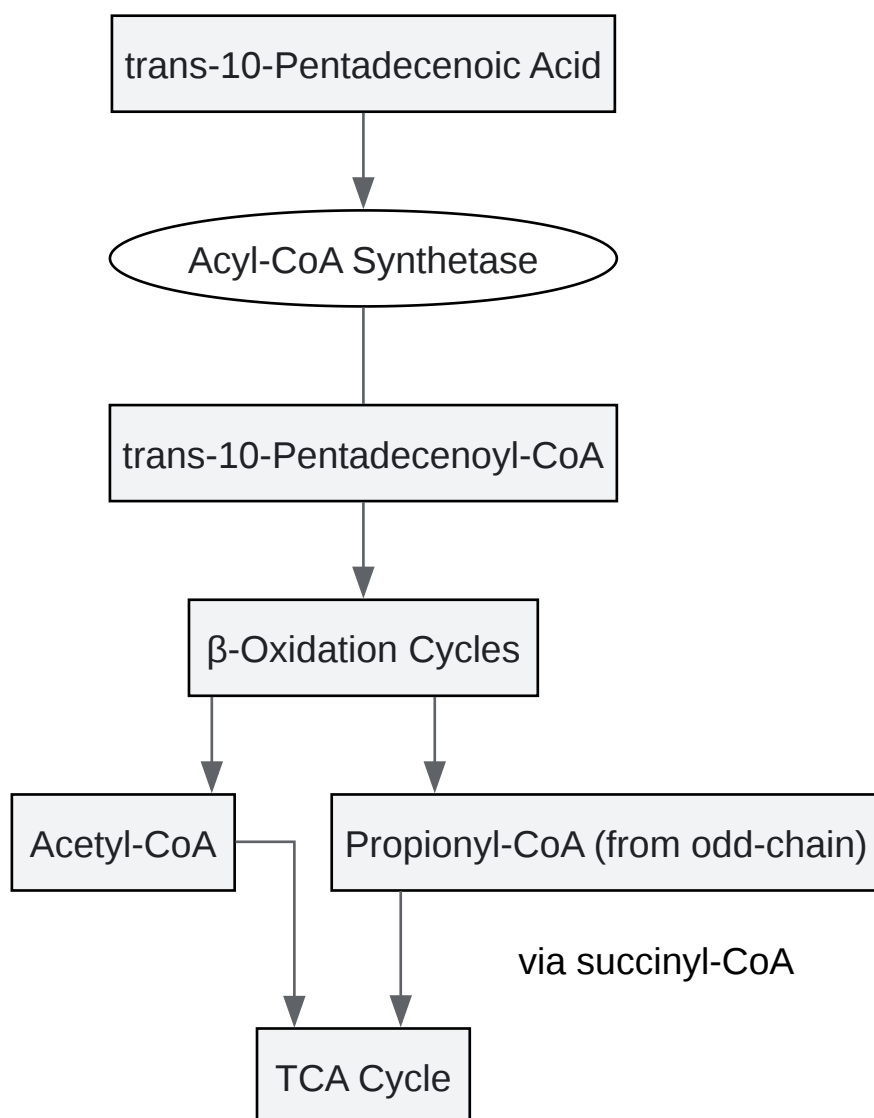 trans-10-Pentadecenoic Acid
Acyl-CoA Synthetase
trans-10-Pentadecenoyl-CoA
β-Oxidation Cycles
Acetyl-CoA
Propionyl-CoA (from odd-chain)
via succinyl-CoA
TCA Cycle